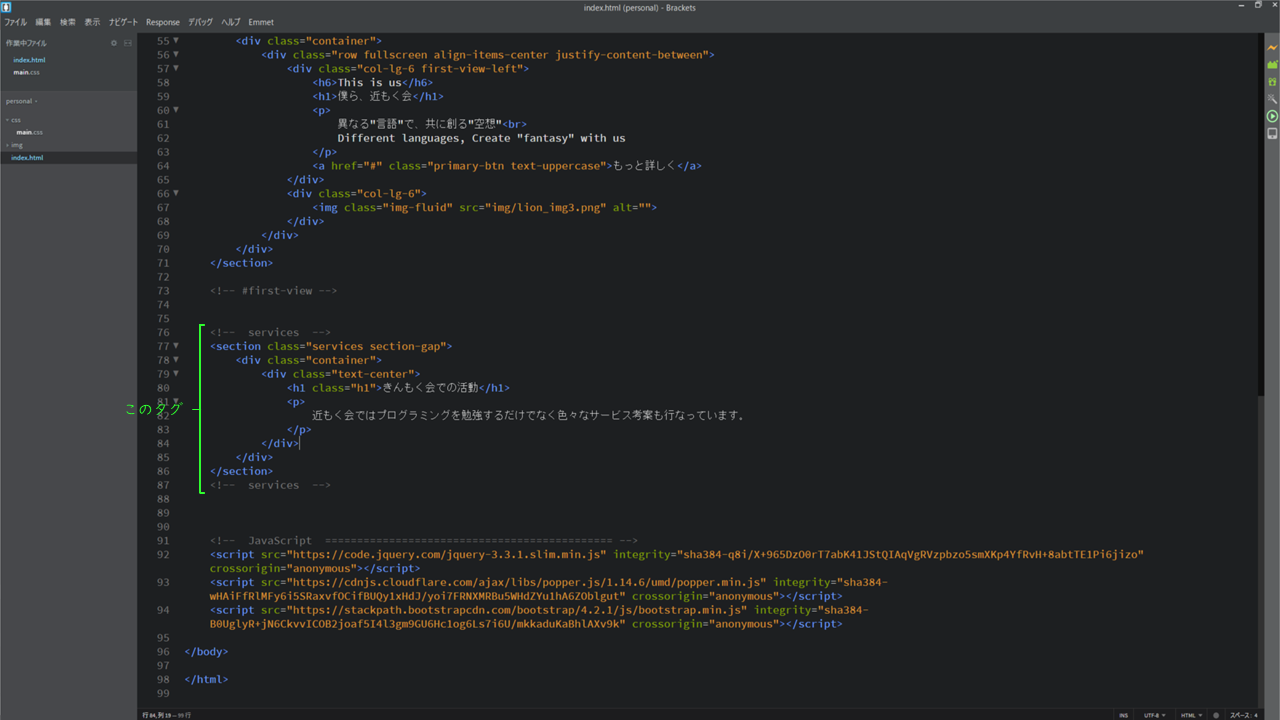 index.html (personal) - Brackets
ファイル 編集 検索 表示 ナビゲート Response デバッグ ヘルプ Emmet
作業中ファイル
index.html
main.css
personal
css
main.css
img
index.html
55 <div class="container">
56 <div class="row fullscreen align-items-center justify-content-between">
57 <div class="col-lg-6 first-view-left">
58 <h6>This is us</h6>
59 <h1>僕ら、近もく会</h1>
60 <p>
61 異なる"言語"で、共に創る"空想"<br>
62 Different languages, Create "fantasy" with us
63 </p>
64 <a href="#" class="primary-btn text-uppercase">もっと詳しく</a>
65 </div>
66 <div class="col-lg-6">
67 <img class="img-fluid" src="img/lion_img3.png" alt="">
68 </div>
69 </div>
70 </div>
71 </section>
72
73 <!-- #first-view -->
74
75
76 <!--  services  -->
77 <section class="services section-gap">
78 <div class="container">
79 <div class="text-center">
80 <h1 class="h1">きんもく会での活動</h1>
81 <p>
このタグ
82 近もく会ではプログラミングを勉強するだけでなく色々なサービス考案も行なっています。
83 </p>
84 </div>
85 </div>
86 </section>
87 <!--  services  -->
88
89
90
91 <!--  JavaScript  ============================================= -->
92 <script src="https://code.jquery.com/jquery-3.3.1.slim.min.js" integrity="sha384-q8i/X+965DzO0rT7abK41JStQIAqVgRVzpbzo5smXKp4YfRvH+8abtTE1Pi6jizo"
crossorigin="anonymous"></script>
93 <script src="https://cdnjs.cloudflare.com/ajax/libs/popper.js/1.14.6/umd/popper.min.js" integrity="sha384-
wHAiFfRlMFy6i5SRaxvfOCifBUQy1xHdJ/yoi7FRNXMRBu5WHdZYu1hA6ZOblgut" crossorigin="anonymous"></script>
94 <script src="https://stackpath.bootstrapcdn.com/bootstrap/4.2.1/js/bootstrap.min.js" integrity="sha384-
B0UglyR+jN6CkvvICOB2joaf5I4l3gm9GU6Hc1og6Ls7i6U/mkkaduKaBhlAXv9k" crossorigin="anonymous"></script>
95
96 </body>
97
98 </html>
99
行 84, 列 19 — 99 行
INS UTF-8 HTML スペース: 4